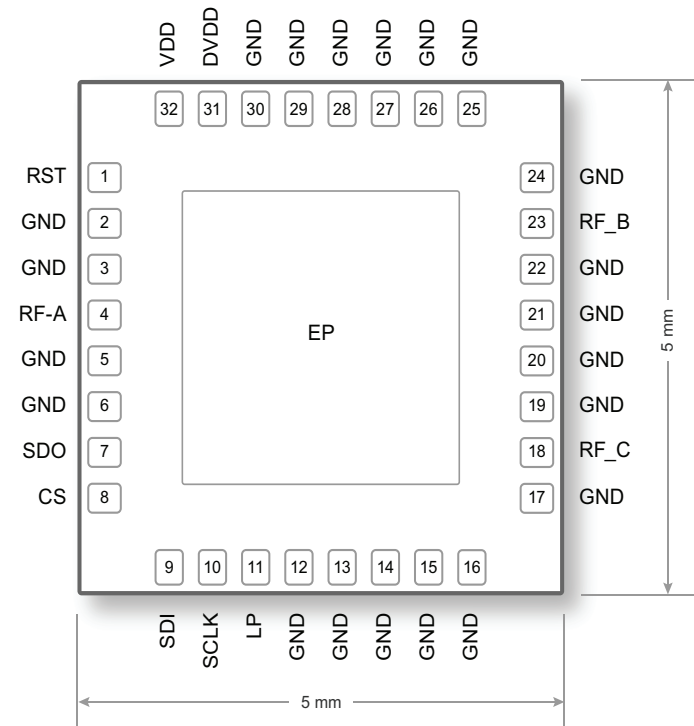 VDD DVDD GND GND GND GND GND GND
32 31 30 29 28 27 26 25
RST 1 24 GND
GND 2 23 RF_B
GND 3 22 GND
RF-A 4 21 GND
EP
5 mm
GND 5 20 GND
GND 6 19 GND
SDO 7 18 RF_C
CS 8 17 GND
9 10 11 12 13 14 15 16
SDI SCLK LP GND GND GND GND GND
5 mm